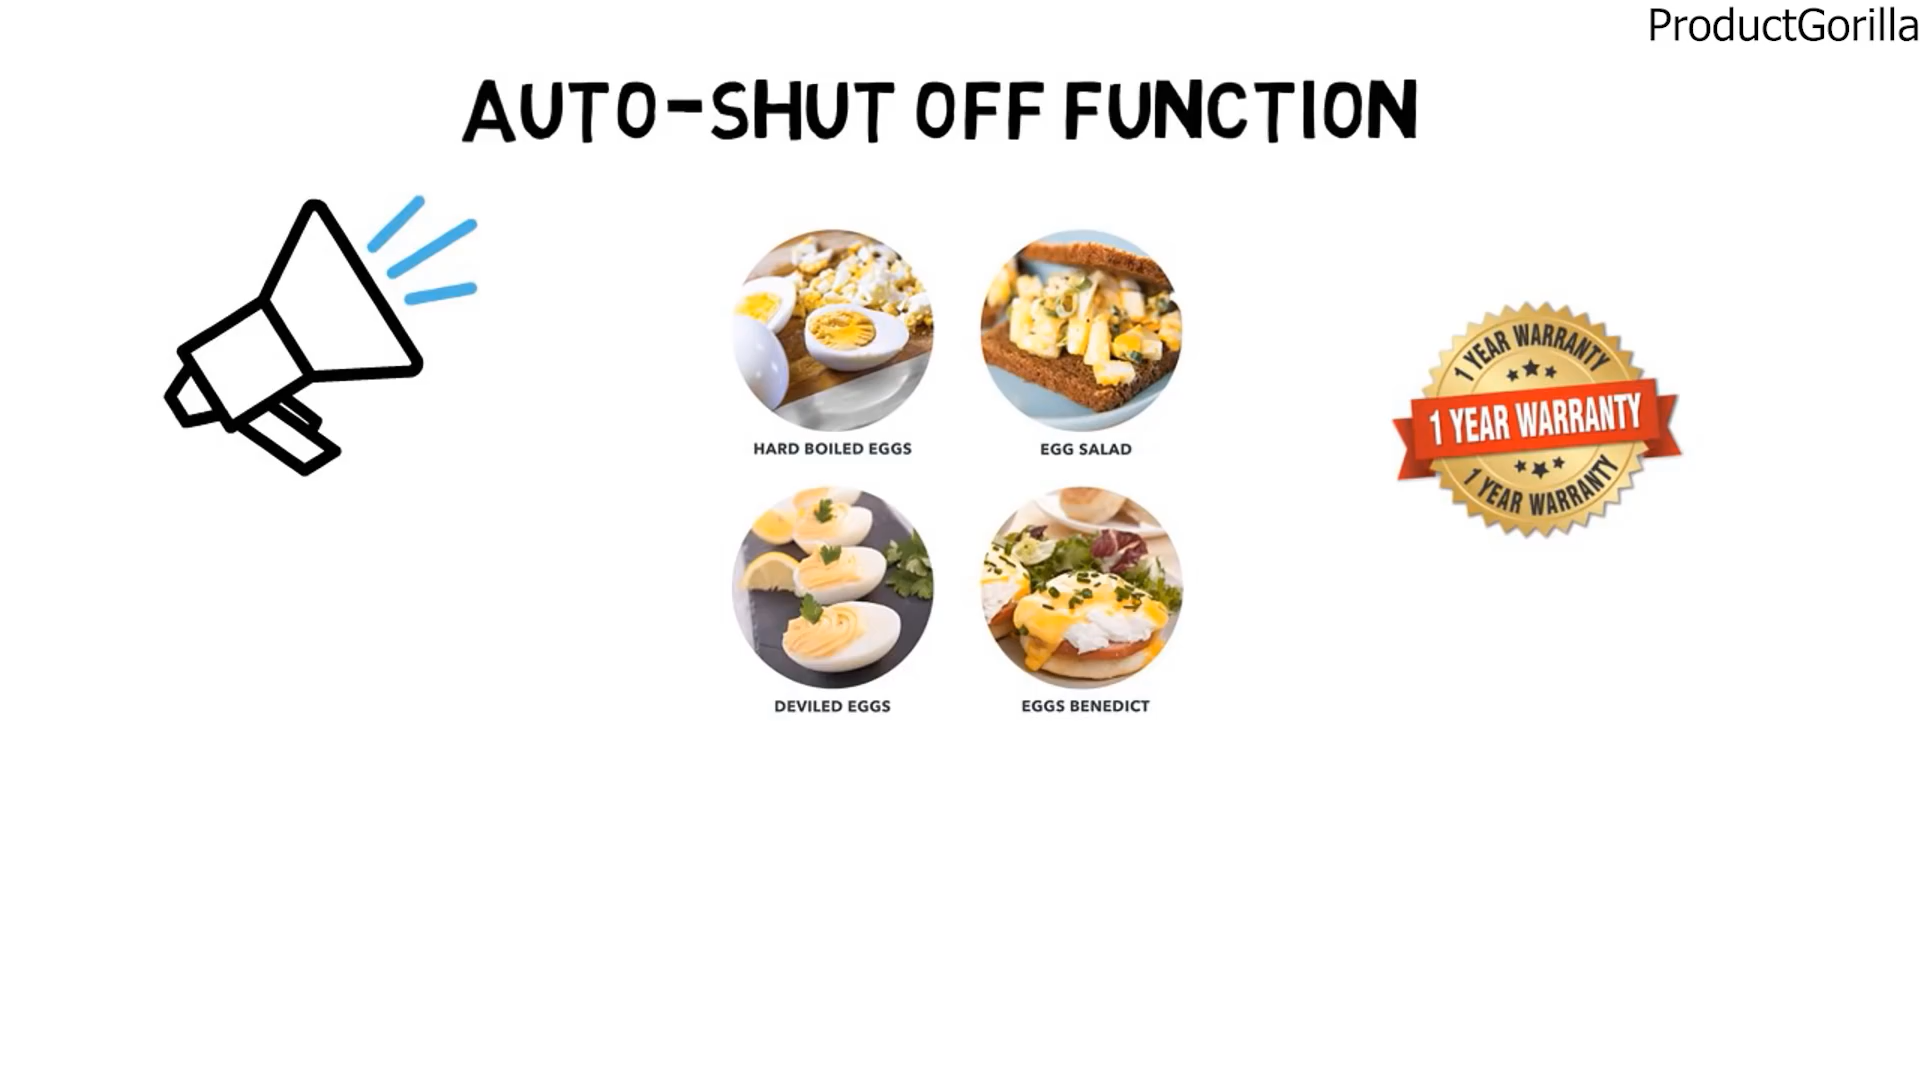 ProductGorilla
AUTO-SHUT OFF FUNCTION
HARD BOILED EGGS
EGG SALAD
1 YEAR WARRANTY
1 YEAR WARRANTY
1 YEAR WARRANTY
DEVILED EGGS
EGGS BENEDICT